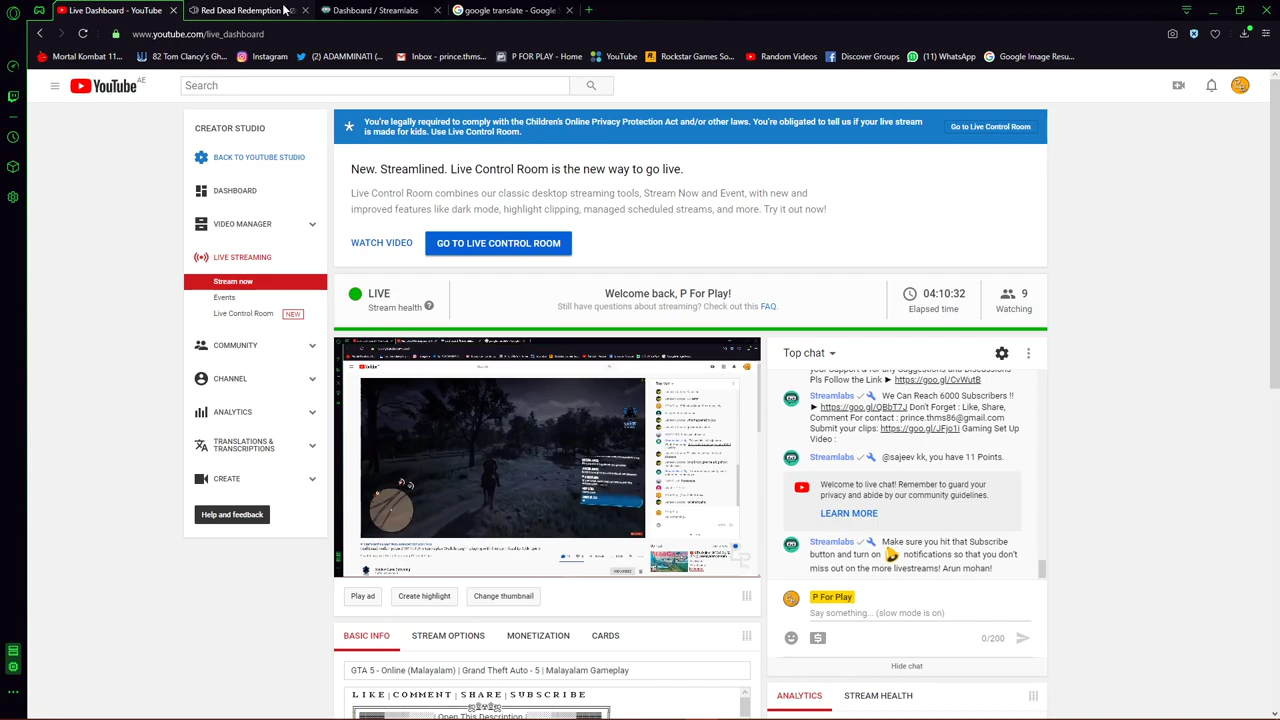 Live Dashboard - YouTube
Red Dead Redemption
Dashboard / Streamlabs
google translate - Google
www.youtube.com/live_dashboard
Mortal Kombat 11...
82 Tom Clancy's Gh...
Instagram
(2) ADAMMINATI (...
Inbox - prince.thms...
P FOR PLAY - Home
YouTube
Rockstar Games So...
Random Videos
Discover Groups
(11) WhatsApp
Google Image Resu...
YouTube AE
Search
CREATOR STUDIO
BACK TO YOUTUBE STUDIO
DASHBOARD
VIDEO MANAGER
LIVE STREAMING
Stream now
Events
Live Control Room NEW
COMMUNITY
CHANNEL
ANALYTICS
TRANSLATIONS &
TRANSCRIPTIONS
CREATE
Help and feedback
You're legally required to comply with the Children's Online Privacy Protection Act and/or other laws. You're obligated to tell us if your live stream
is made for kids. Use Live Control Room.
Go to Live Control Room
New. Streamlined. Live Control Room is the new way to go live.
Live Control Room combines our classic desktop streaming tools, Stream Now and Event, with new and
improved features like dark mode, highlight clipping, managed scheduled streams, and more. Try it out now!
WATCH VIDEO
GO TO LIVE CONTROL ROOM
LIVE
Stream health
Welcome back, P For Play!
Still have questions about streaming? Check out this FAQ.
04:10:32
Elapsed time
9
Watching
Play ad
Create highlight
Change thumbnail
BASIC INFO
STREAM OPTIONS
MONETIZATION
CARDS
GTA 5 - Online (Malayalam) | Grand Theft Auto - 5 | Malayalam Gameplay
LIKE | COMMENT | SHARE | SUBSCRIBE
| Open This Description |
Top chat
your Support & for any Suggestions and Discussions
Pls Follow the Link ► https://goo.gl/CvWutB
Streamlabs We Can Reach 6000 Subscribers !!
► https://goo.gl/QBbT7J Don't Forget : Like, Share,
Comment For contact : prince.thms86@gmail.com
Submit your clips: https://goo.gl/JFjo1i Gaming Set Up
Video :
Streamlabs @sajeev kk, you have 11 Points.
Welcome to live chat! Remember to guard your
privacy and abide by our community guidelines.
LEARN MORE
Streamlabs Make sure you hit that Subscribe
button and turn on notifications so that you don't
miss out on the more livestreams! Arun mohan!
P For Play
Say something... (slow mode is on)
0/200
Hide chat
ANALYTICS
STREAM HEALTH